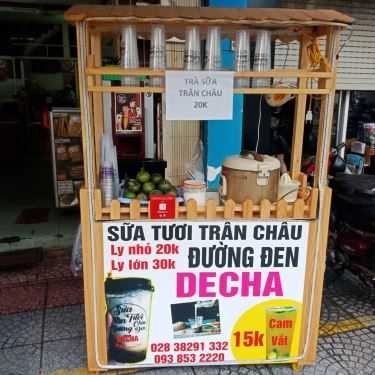 TRÀ SỮA
TRÂN CHÂU
20K
SỮA TƯƠI TRÂN CHÂU
Ly nhỏ 20k
Ly lớn 30k
ĐƯỜNG ĐEN
DECHA
15k
Cam
Vắt
028 38291 332
093 853 2220